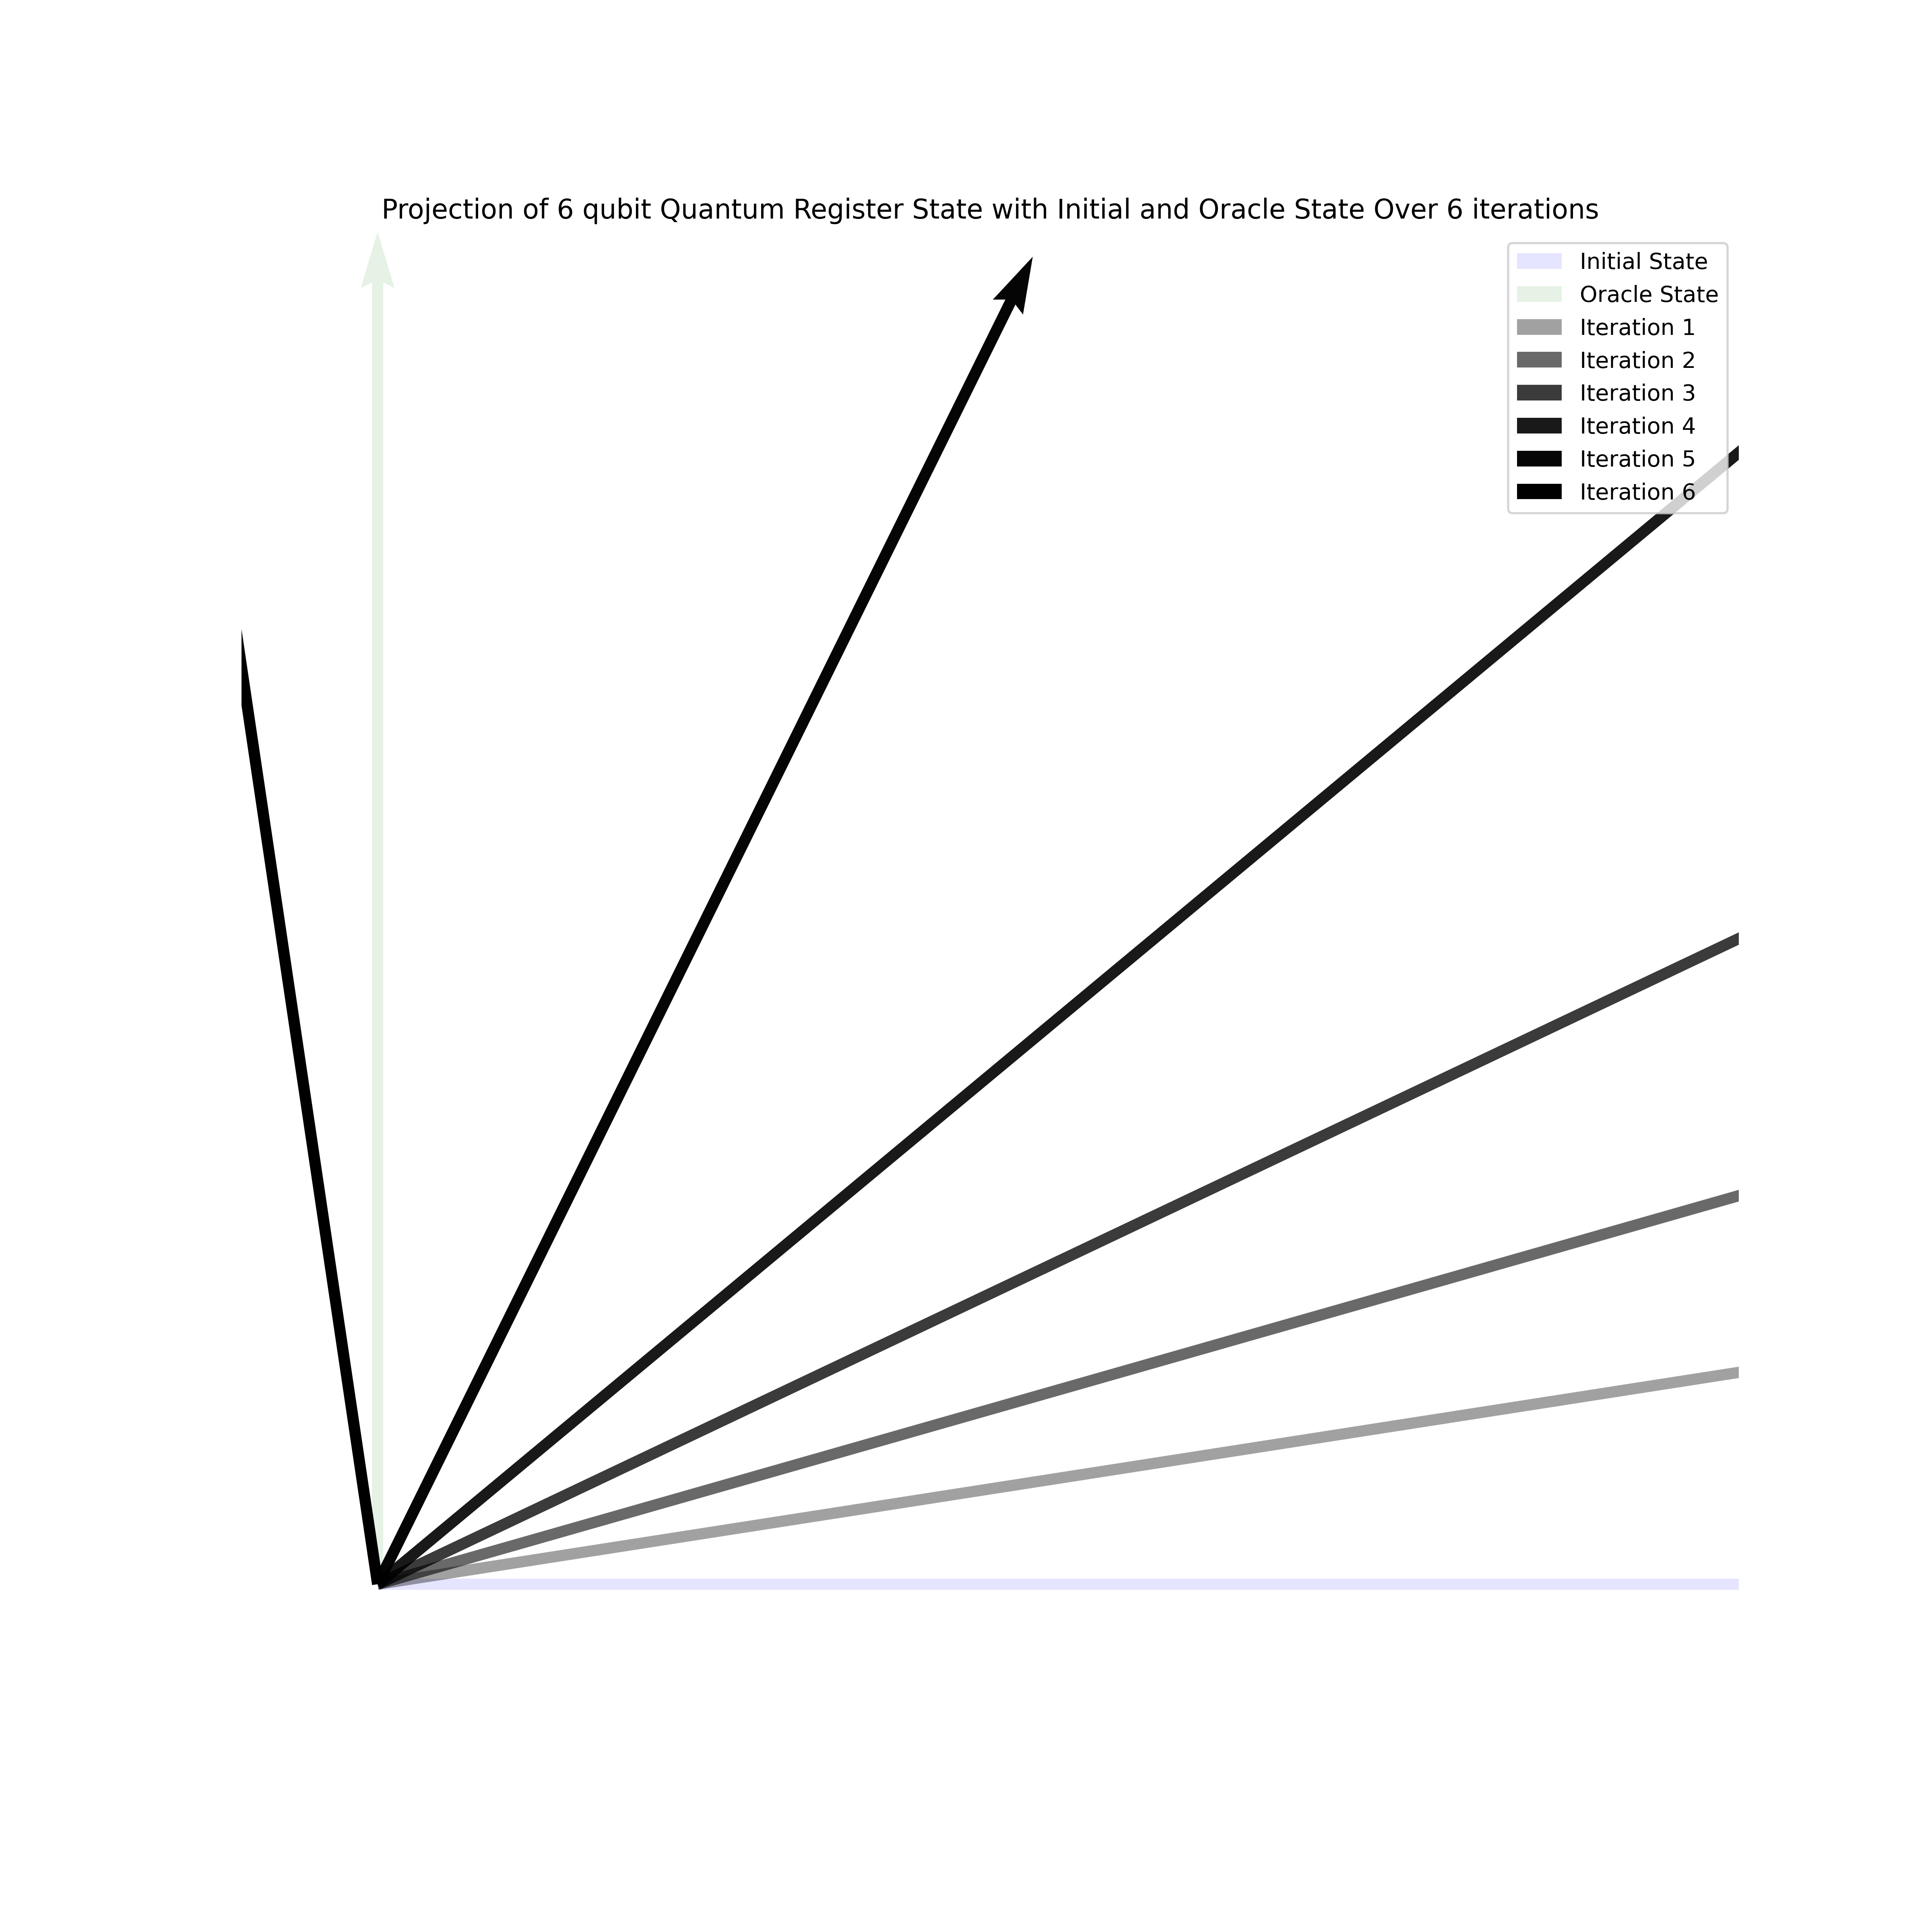 Projection of 6 qubit Quantum Register State with Initial and Oracle State Over 6 iterations
Initial State
Oracle State
Iteration 1
Iteration 2
Iteration 3
Iteration 4
Iteration 5
Iteration 6